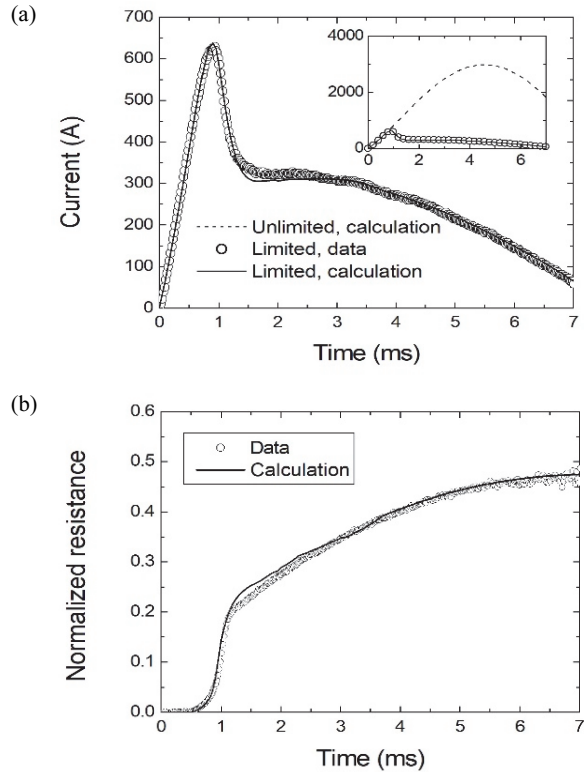 (a)
700
600
500
400
300
200
100
0
Current (A)
4000
2000
0
0 2 4 6
Unlimited, calculation
Limited, data
Limited, calculation
0 1 2 3 4 5 6 7
Time (ms)
(b)
0.6
0.5
0.4
0.3
0.2
0.1
0.0
Normalized resistance
Data
Calculation
0 1 2 3 4 5 6 7
Time (ms)